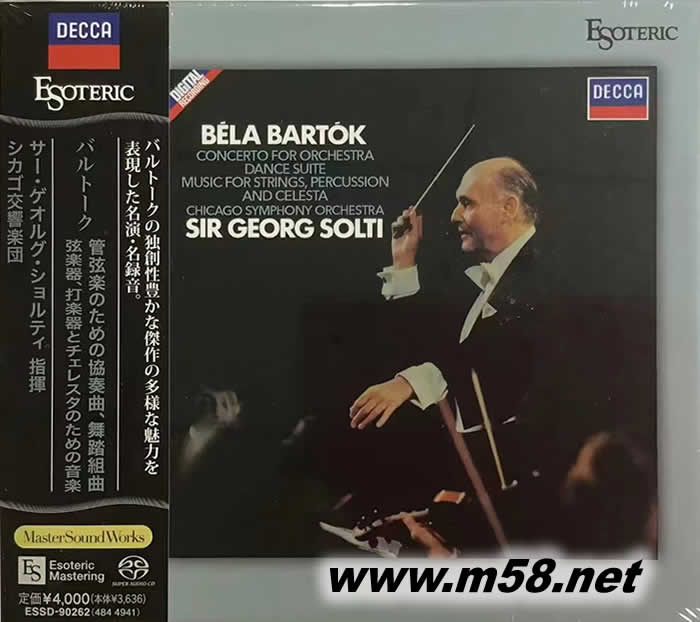 DECCA
ESOTERIC
バルトークの独創性豊かな傑作の多様な魅力を
表現した名演・名録音。
バルトーク
管弦楽のための協奏曲、舞踏組曲
弦楽器、打楽器とチェレスタのための音楽
サー・ゲオルグ・ショルティ 指揮
シカゴ交響楽団
MasterSoundWorks
ES
Esoteric
Mastering
SUPER AUDIO CD
定価¥4,000(本体¥3,636)
ESSD-90262(484 4941)
ESOTERIC
DIGITAL
RECORDING
DECCA
BÉLA BARTÓK
CONCERTO FOR ORCHESTRA
DANCE SUITE
MUSIC FOR STRINGS, PERCUSSION
AND CELESTA
CHICAGO SYMPHONY ORCHESTRA
SIR GEORG SOLTI
www.m58.net